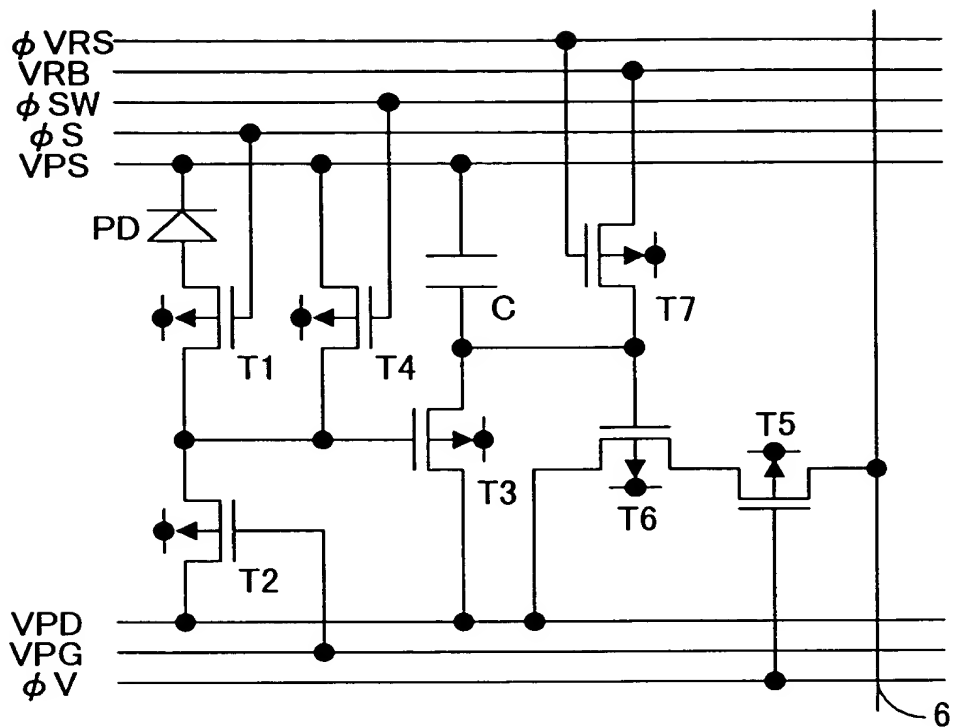 φVRS
VRB
φSW
φS
VPS
PD
T1
T4
C
T7
T3
T6
T5
T2
VPD
VPG
φV
6